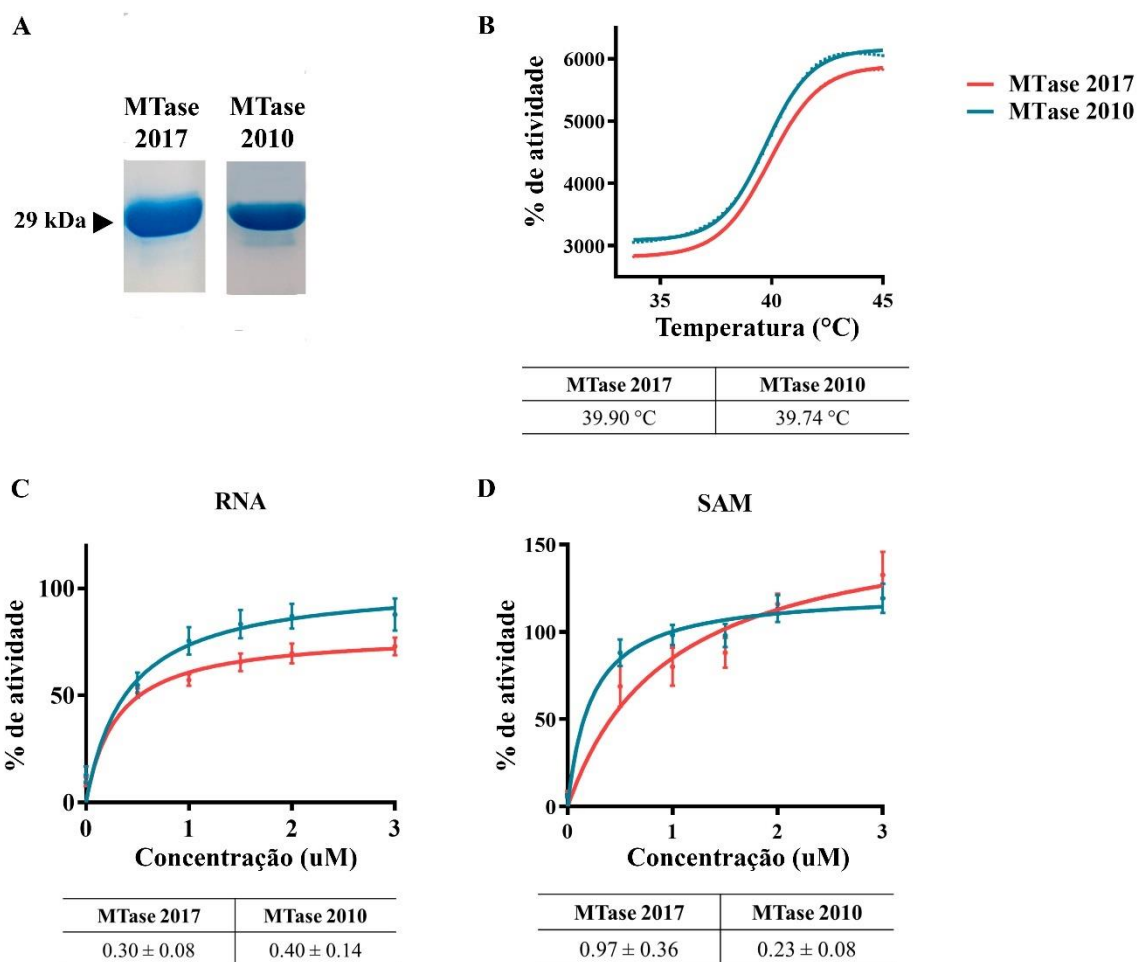 A
MTase
2017
MTase
2010
29 kDa
B
% de atividade
6000
5000
4000
3000
35
40
45
Temperatura (°C)
MTase 2017
MTase 2010
MTase 2017
MTase 2010
39.90 °C
39.74 °C
C
RNA
% de atividade
100
50
0
0
1
2
3
Concentração (uM)
MTase 2017
MTase 2010
0.30 ± 0.08
0.40 ± 0.14
D
SAM
% de atividade
150
100
50
0
0
1
2
3
Concentração (uM)
MTase 2017
MTase 2010
0.97 ± 0.36
0.23 ± 0.08